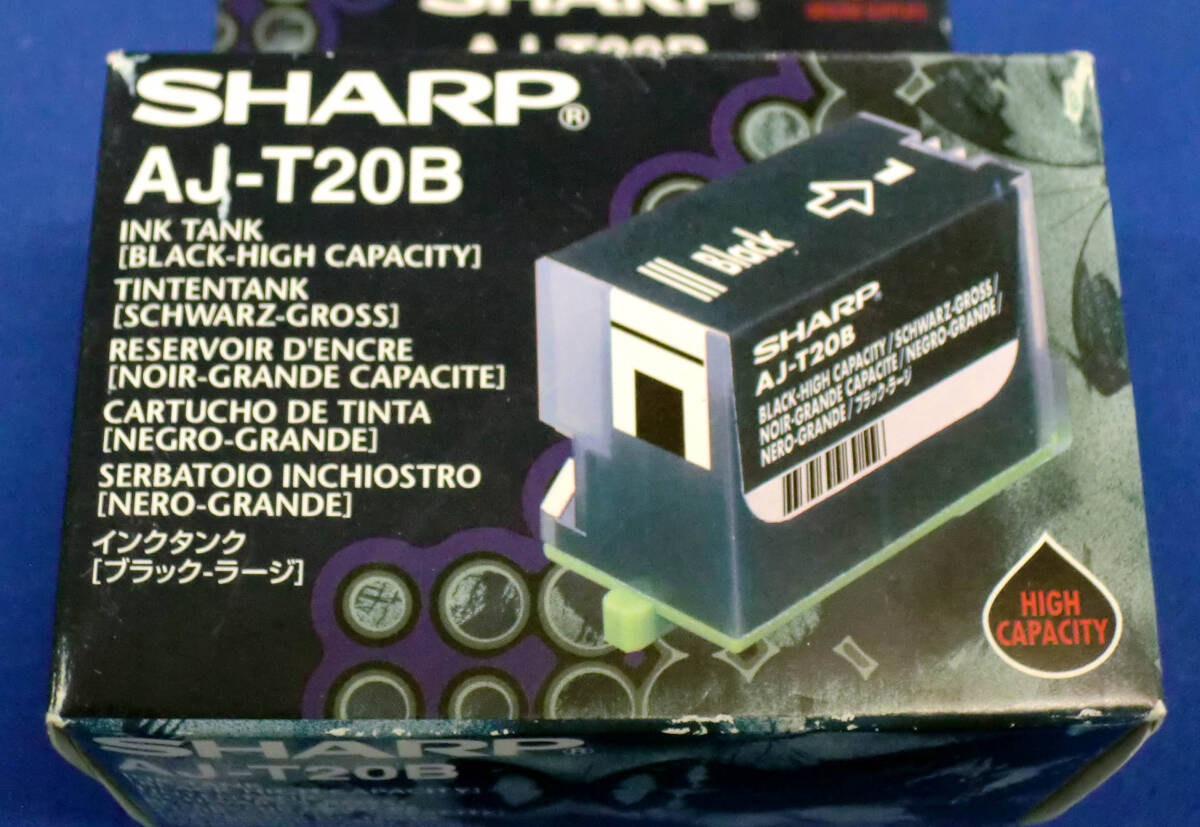 SHARP
AJ-T20B
SHARP®
AJ-T20B
INK TANK
[BLACK-HIGH CAPACITY]
TINTENTANK
[SCHWARZ-GROSS]
RESERVOIR D'ENCRE
[NOIR-GRANDE CAPACITE]
CARTUCHO DE TINTA
[NEGRO-GRANDE]
SERBATOIO INCHIOSTRO
[NERO-GRANDE]
インクタンク
[ブラック-ラージ]
Black
SHARP®
AJ-T20B
BLACK-HIGH CAPACITY / SCHWARZ-GROSS /
NOIR-GRANDE CAPACITE / NEGRO-GRANDE /
NERO-GRANDE / ブラック-ラージ
HIGH
CAPACITY
SHARP®
AJ-T20B